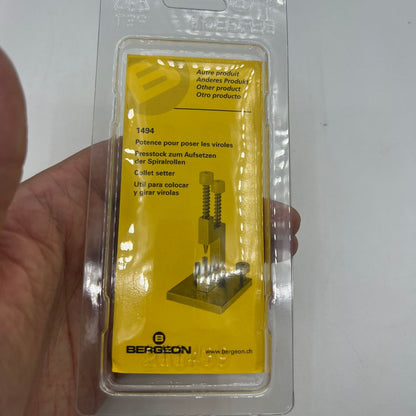 Autre produit
Anderes Produkt
Other product
Otro producto
1494
Potence pour poser les viroles
Presstock zum Aufsetzen
der Spiralrollen
Collet setter
Util para colocar
y girar virolas
B
BERGEON
www.bergeon.ch